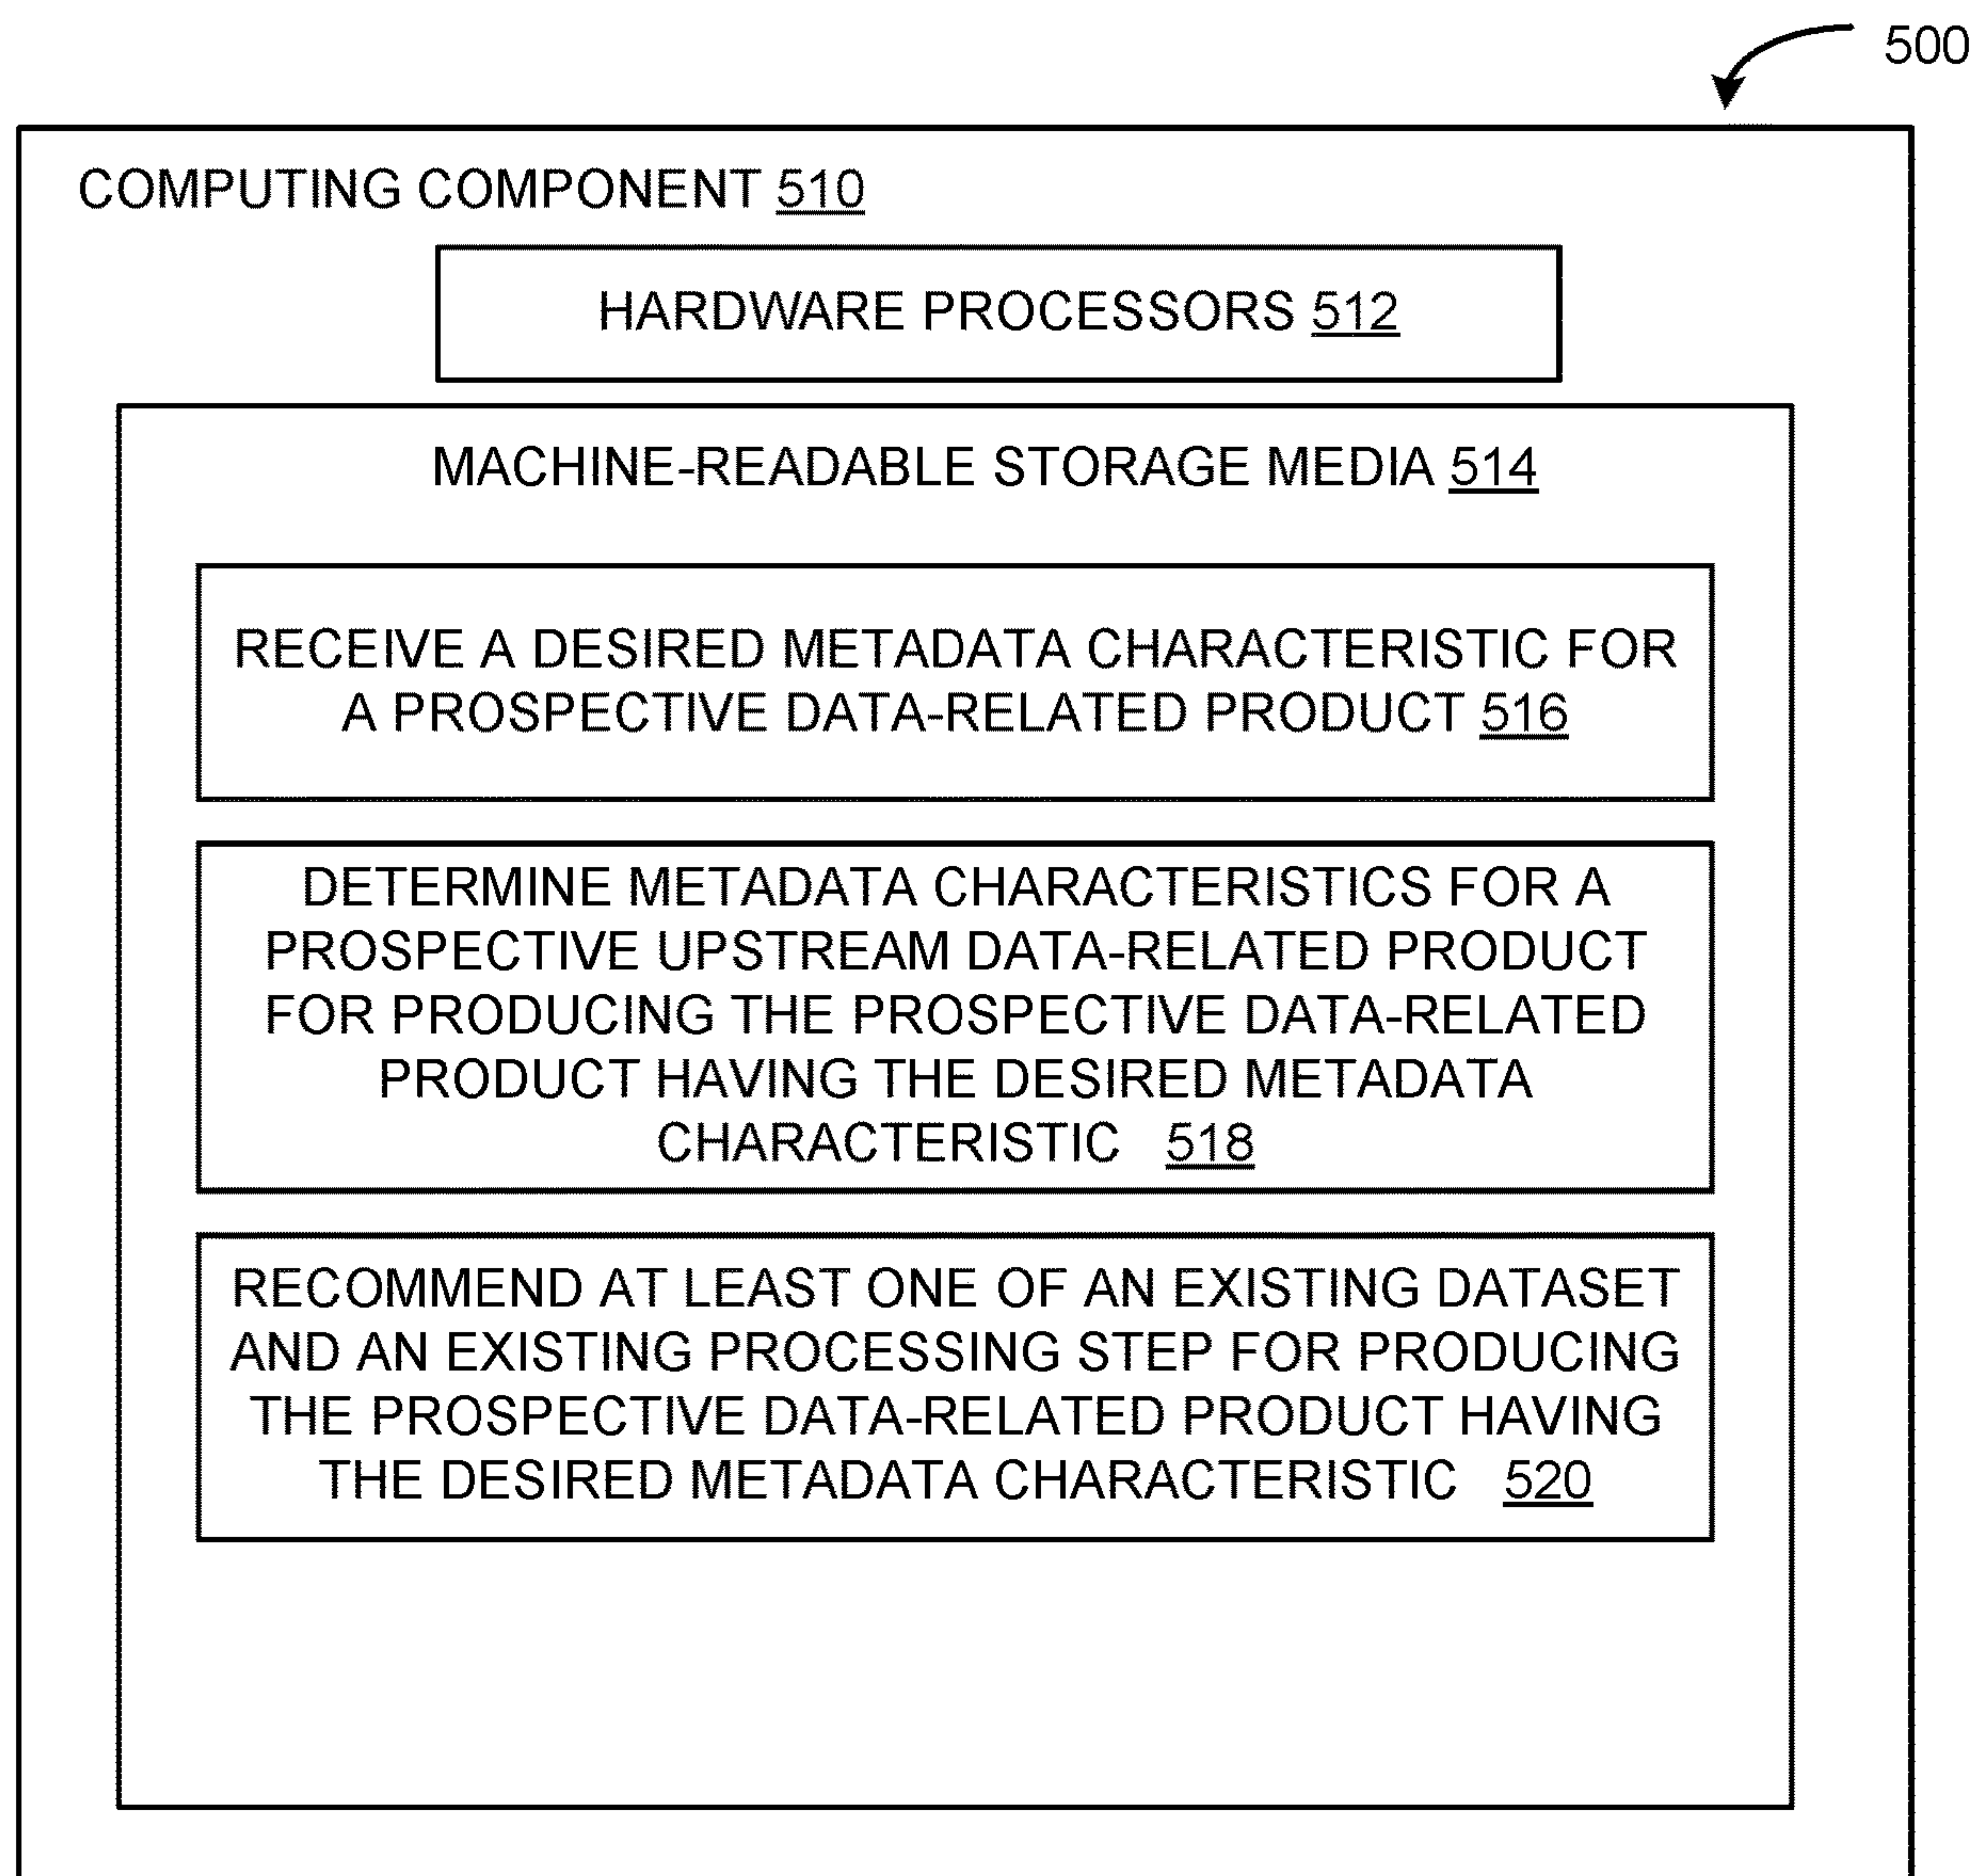 500
COMPUTING COMPONENT 510
HARDWARE PROCESSORS 512
MACHINE-READABLE STORAGE MEDIA 514
RECEIVE A DESIRED METADATA CHARACTERISTIC FOR
A PROSPECTIVE DATA-RELATED PRODUCT 516
DETERMINE METADATA CHARACTERISTICS FOR A
PROSPECTIVE UPSTREAM DATA-RELATED PRODUCT
FOR PRODUCING THE PROSPECTIVE DATA-RELATED
PRODUCT HAVING THE DESIRED METADATA
CHARACTERISTIC 518
RECOMMEND AT LEAST ONE OF AN EXISTING DATASET
AND AN EXISTING PROCESSING STEP FOR PRODUCING
THE PROSPECTIVE DATA-RELATED PRODUCT HAVING
THE DESIRED METADATA CHARACTERISTIC 520